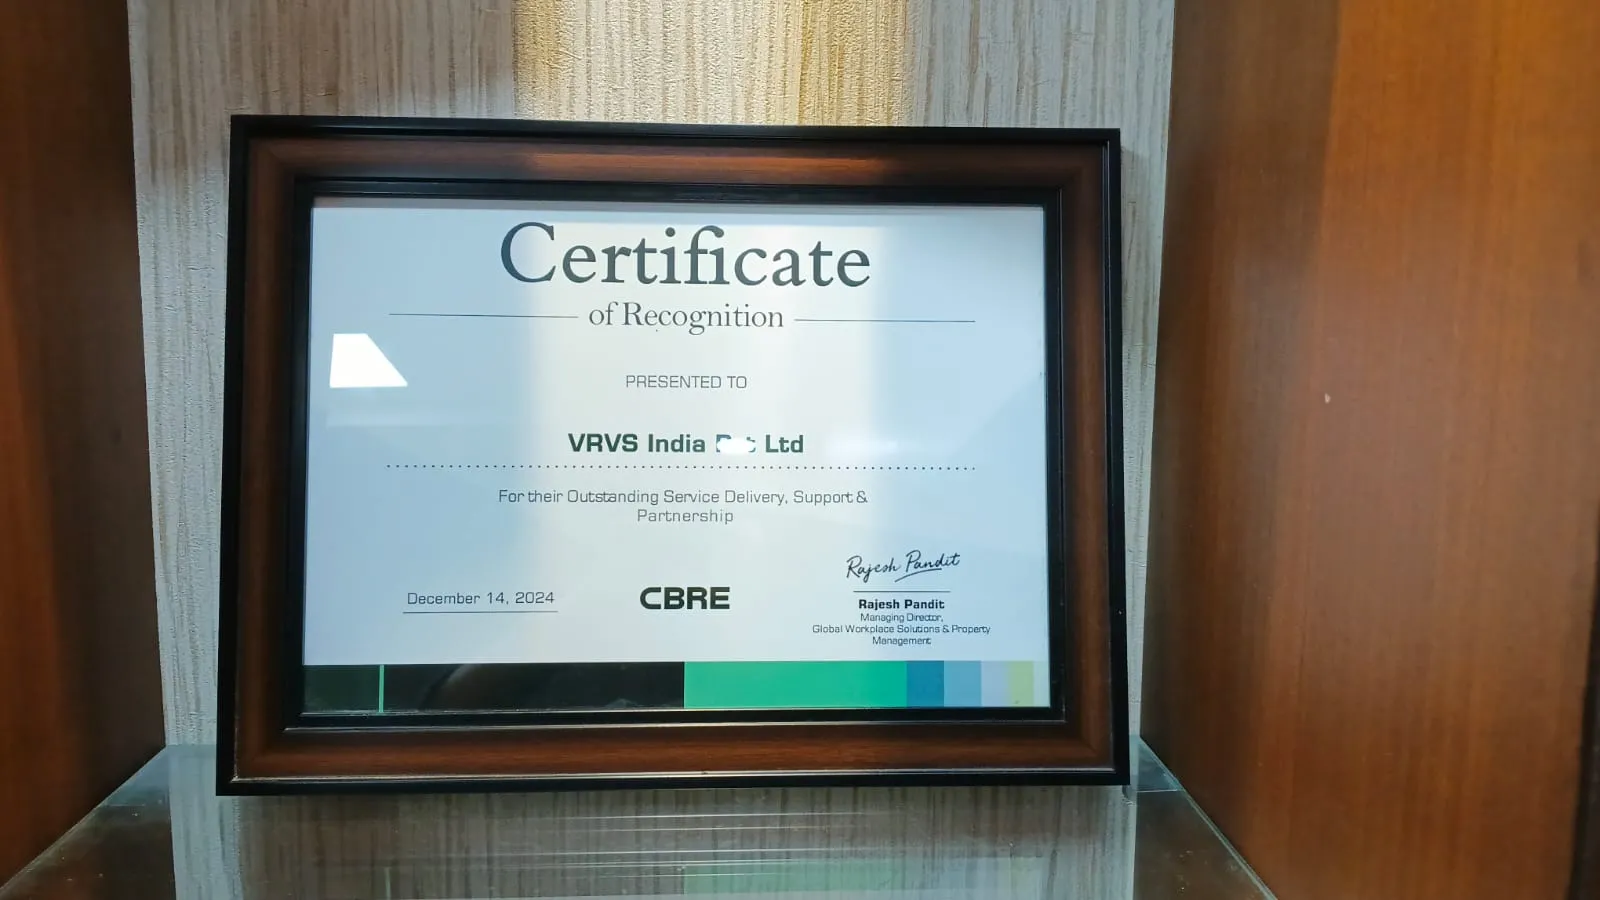 Certificate
of Recognition
PRESENTED TO
VRVS India Ltd
For their Outstanding Service Delivery, Support &
Partnership
Rajesh Pandit
December 14, 2024
CBRE
Rajesh Pandit
Managing Director,
Global Workplace Solutions & Property
Management